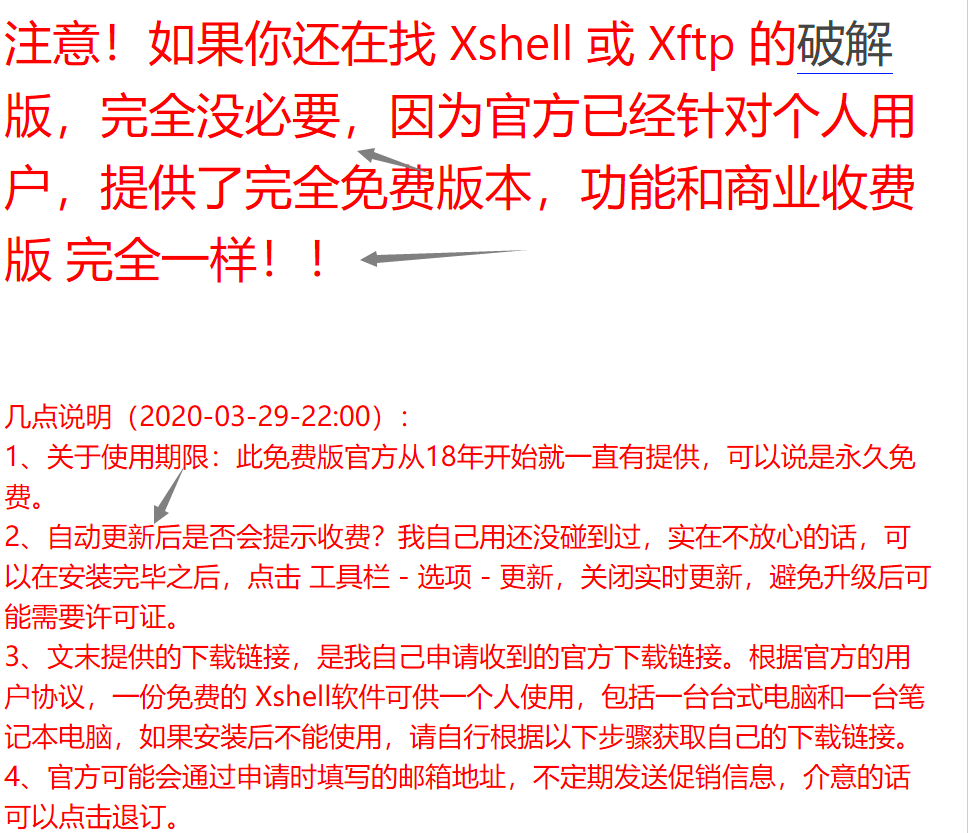 注意！如果你还在找 Xshell 或 Xftp 的破解
版，完全没必要，因为官方已经针对个人用
户，提供了完全免费版本，功能和商业收费
版 完全一样！！
几点说明（2020-03-29-22:00）：
1、关于使用期限：此免费版官方从18年开始就一直有提供，可以说是永久免
费。
2、自动更新后是否会提示收费？我自己用还没碰到过，实在不放心的话，可
以在安装完毕之后，点击 工具栏 - 选项 - 更新，关闭实时更新，避免升级后可
能需要许可证。
3、文末提供的下载链接，是我自己申请收到的官方下载链接。根据官方的用
户协议，一份免费的 Xshell软件可供一个人使用，包括一台台式电脑和一台笔
记本电脑，如果安装后不能使用，请自行根据以下步骤获取自己的下载链接。
4、官方可能会通过申请时填写的邮箱地址，不定期发送促销信息，介意的话
可以点击退订。